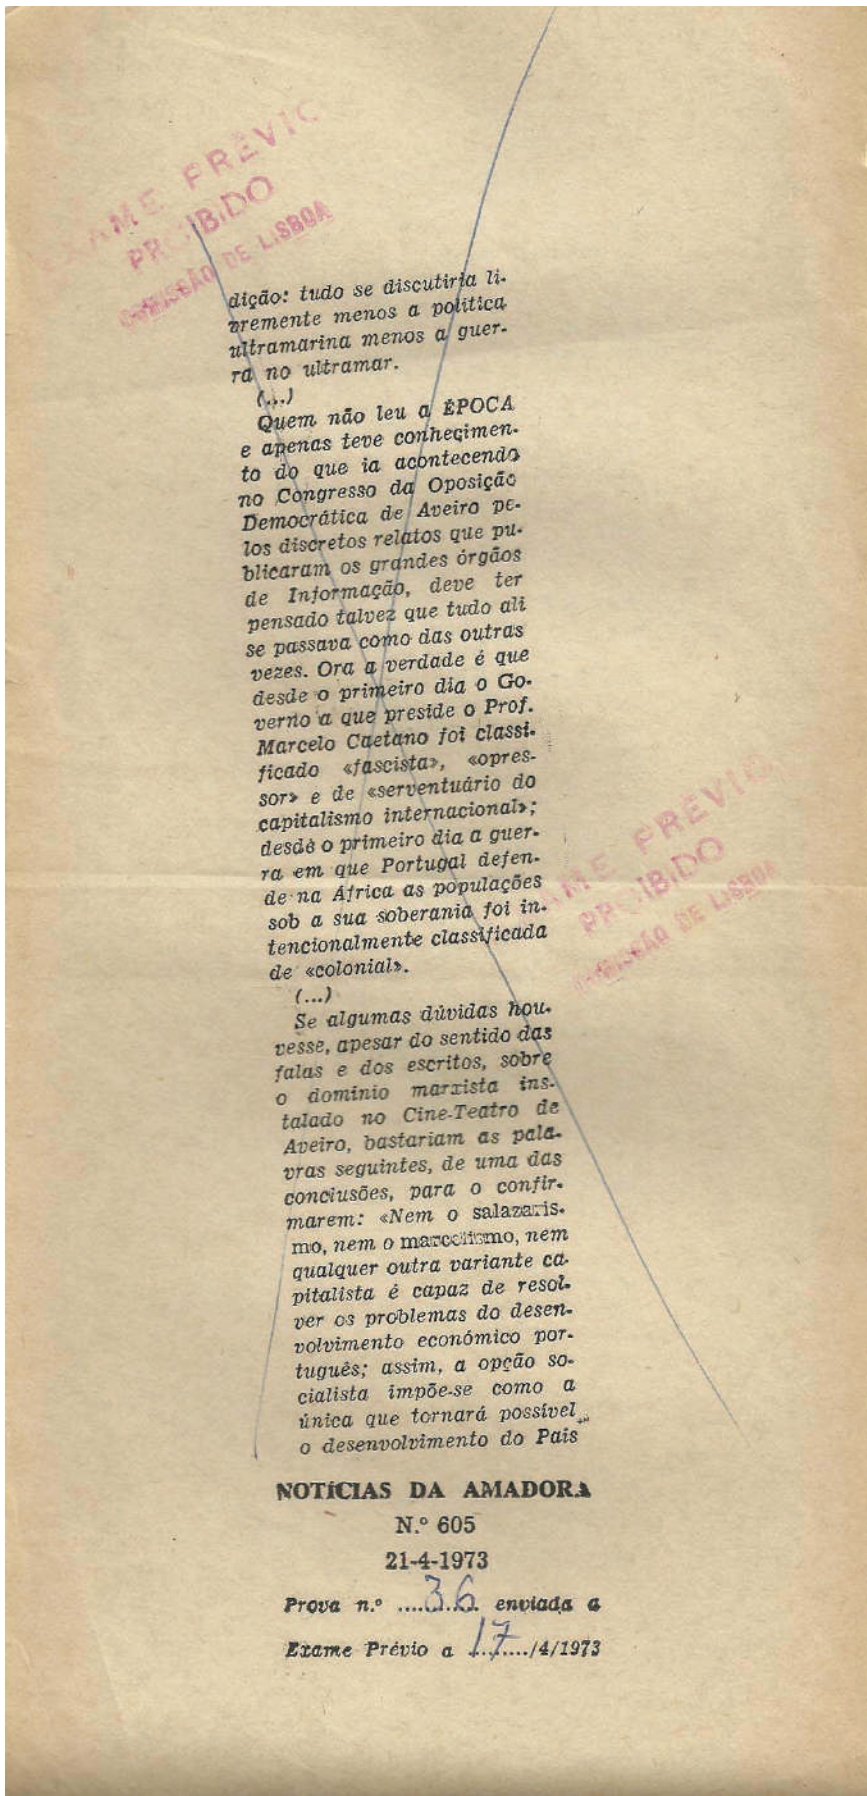 EXAME PRÉVIO
PROIBIDO
COMISSÃO DE LISBOA
dição: tudo se discutiria li-
vremente menos a política
ultramarina menos a guer-
ra no ultramar.
(...)
Quem não leu a ÉPOCA
e apenas teve conhecimen-
to do que ia acontecendo
no Congresso da Oposição
Democrática de Aveiro pe-
los discretos relatos que pu-
blicaram os grandes órgãos
de Informação, deve ter
pensado talvez que tudo ali
se passava como das outras
vezes. Ora a verdade é que
desde o primeiro dia o Go-
verno a que preside o Prof.
Marcelo Caetano foi classi-
ficado «fascista», «opres-
sor» e de «serventuário do
capitalismo internacional»;
desde o primeiro dia a guer-
ra em que Portugal defen-
de na África as populações
sob a sua soberania foi in-
tencionalmente classificada
de «colonial».
EXAME PRÉVIO
PROIBIDO
COMISSÃO DE LISBOA
(...)
Se algumas dúvidas hou-
vesse, apesar do sentido das
falas e dos escritos, sobre
o domínio marxista ins-
talado no Cine-Teatro de
Aveiro, bastariam as pala-
vras seguintes, de uma das
conclusões, para o confir-
marem: «Nem o salazaris-
mo, nem o marcelismo, nem
qualquer outra variante ca-
pitalista é capaz de resol-
ver os problemas do desen-
volvimento económico por-
tuguês; assim, a opção so-
cialista impõe-se como a
única que tornará possível
o desenvolvimento do País
NOTÍCIAS DA AMADORA
N.º 605
21-4-1973
Prova n.º ....36.... enviada a
Exame Prévio a 17..../4/1973